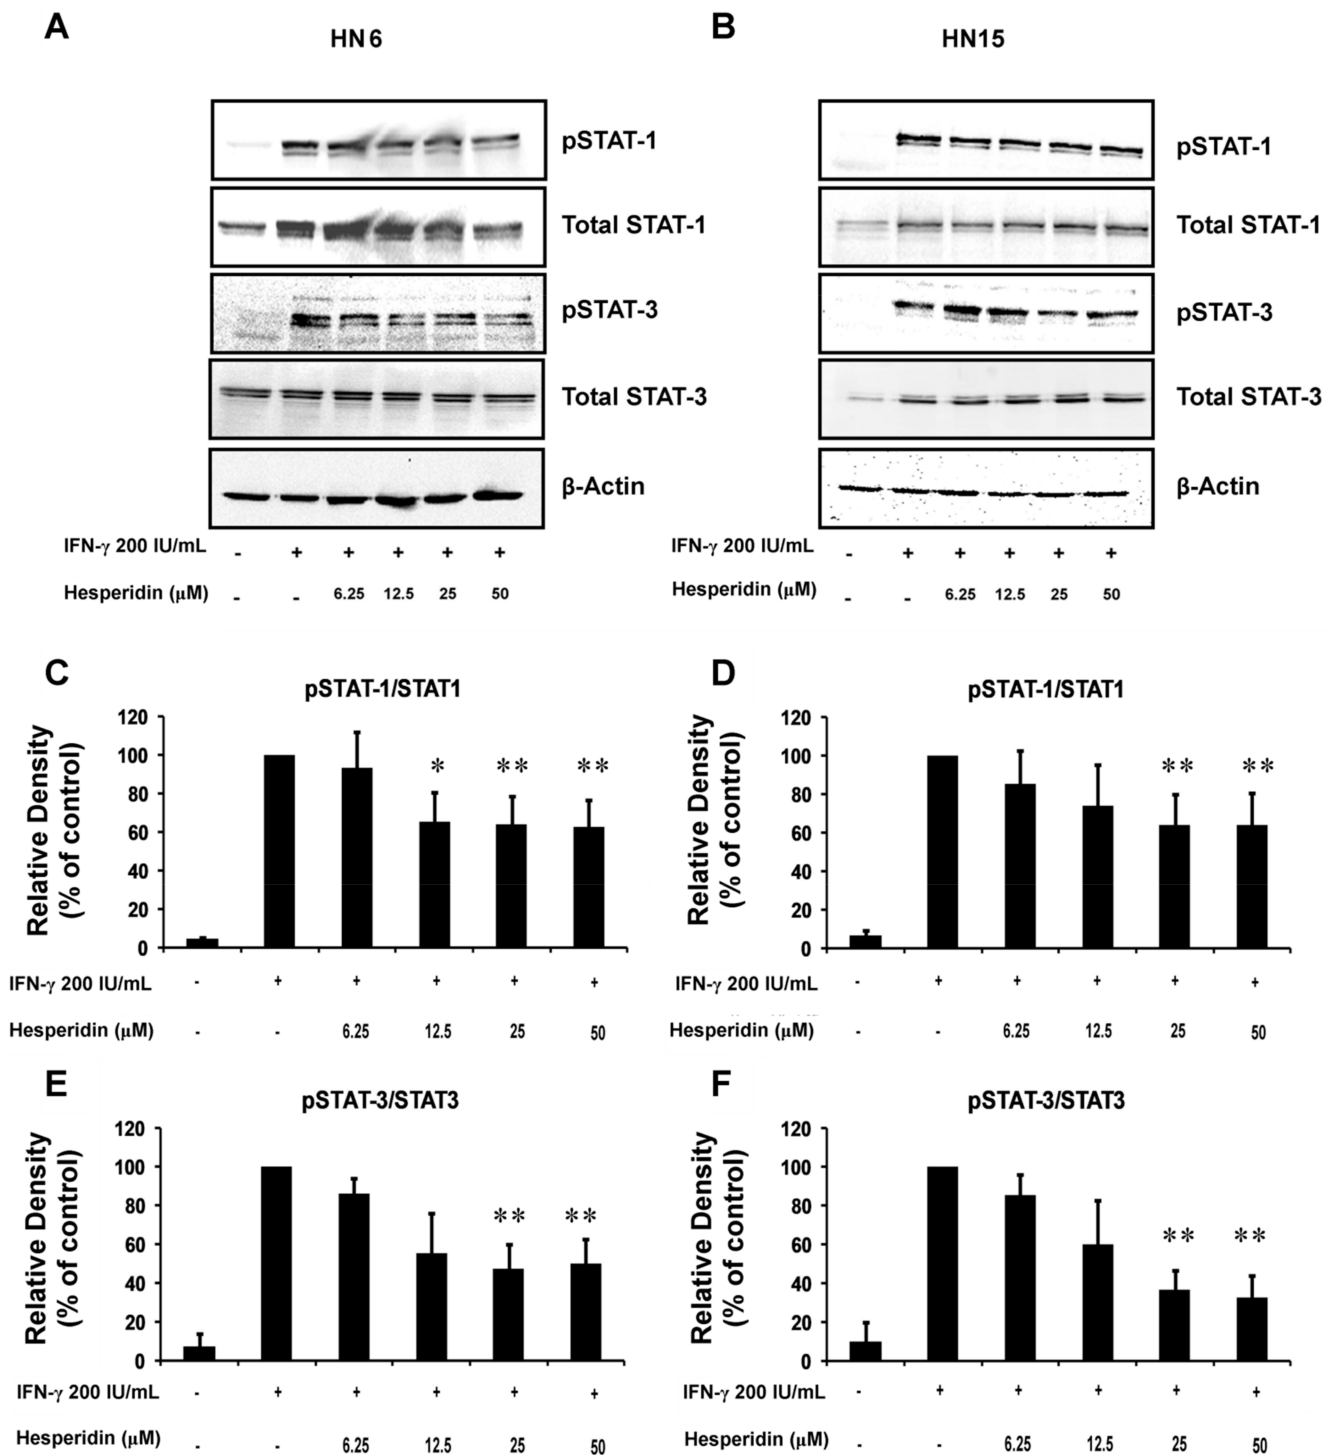 A
HN 6
pSTAT-1
Total STAT-1
pSTAT-3
Total STAT-3
β-Actin
IFN-γ 200 IU/mL - + + + + +
Hesperidin (μM) - - 6.25 12.5 25 50
B
HN15
pSTAT-1
Total STAT-1
pSTAT-3
Total STAT-3
β-Actin
IFN-γ 200 IU/mL - + + + + +
Hesperidin (μM) - - 6.25 12.5 25 50
C
pSTAT-1/STAT1
Relative Density
(% of control)
120
100
80
60
40
20
0
* ** **
IFN-γ 200 IU/mL - + + + + +
Hesperidin (μM) - - 6.25 12.5 25 50
D
pSTAT-1/STAT1
Relative Density
(% of control)
120
100
80
60
40
20
0
** **
IFN-γ 200 IU/mL - + + + + +
Hesperidin (μM) - - 6.25 12.5 25 50
E
pSTAT-3/STAT3
Relative Density
(% of control)
120
100
80
60
40
20
0
** **
IFN-γ 200 IU/mL - + + + + +
Hesperidin (μM) - - 6.25 12.5 25 50
F
pSTAT-3/STAT3
Relative Density
(% of control)
120
100
80
60
40
20
0
** **
IFN-γ 200 IU/mL - + + + + +
Hesperidin (μM) - - 6.25 12.5 25 50